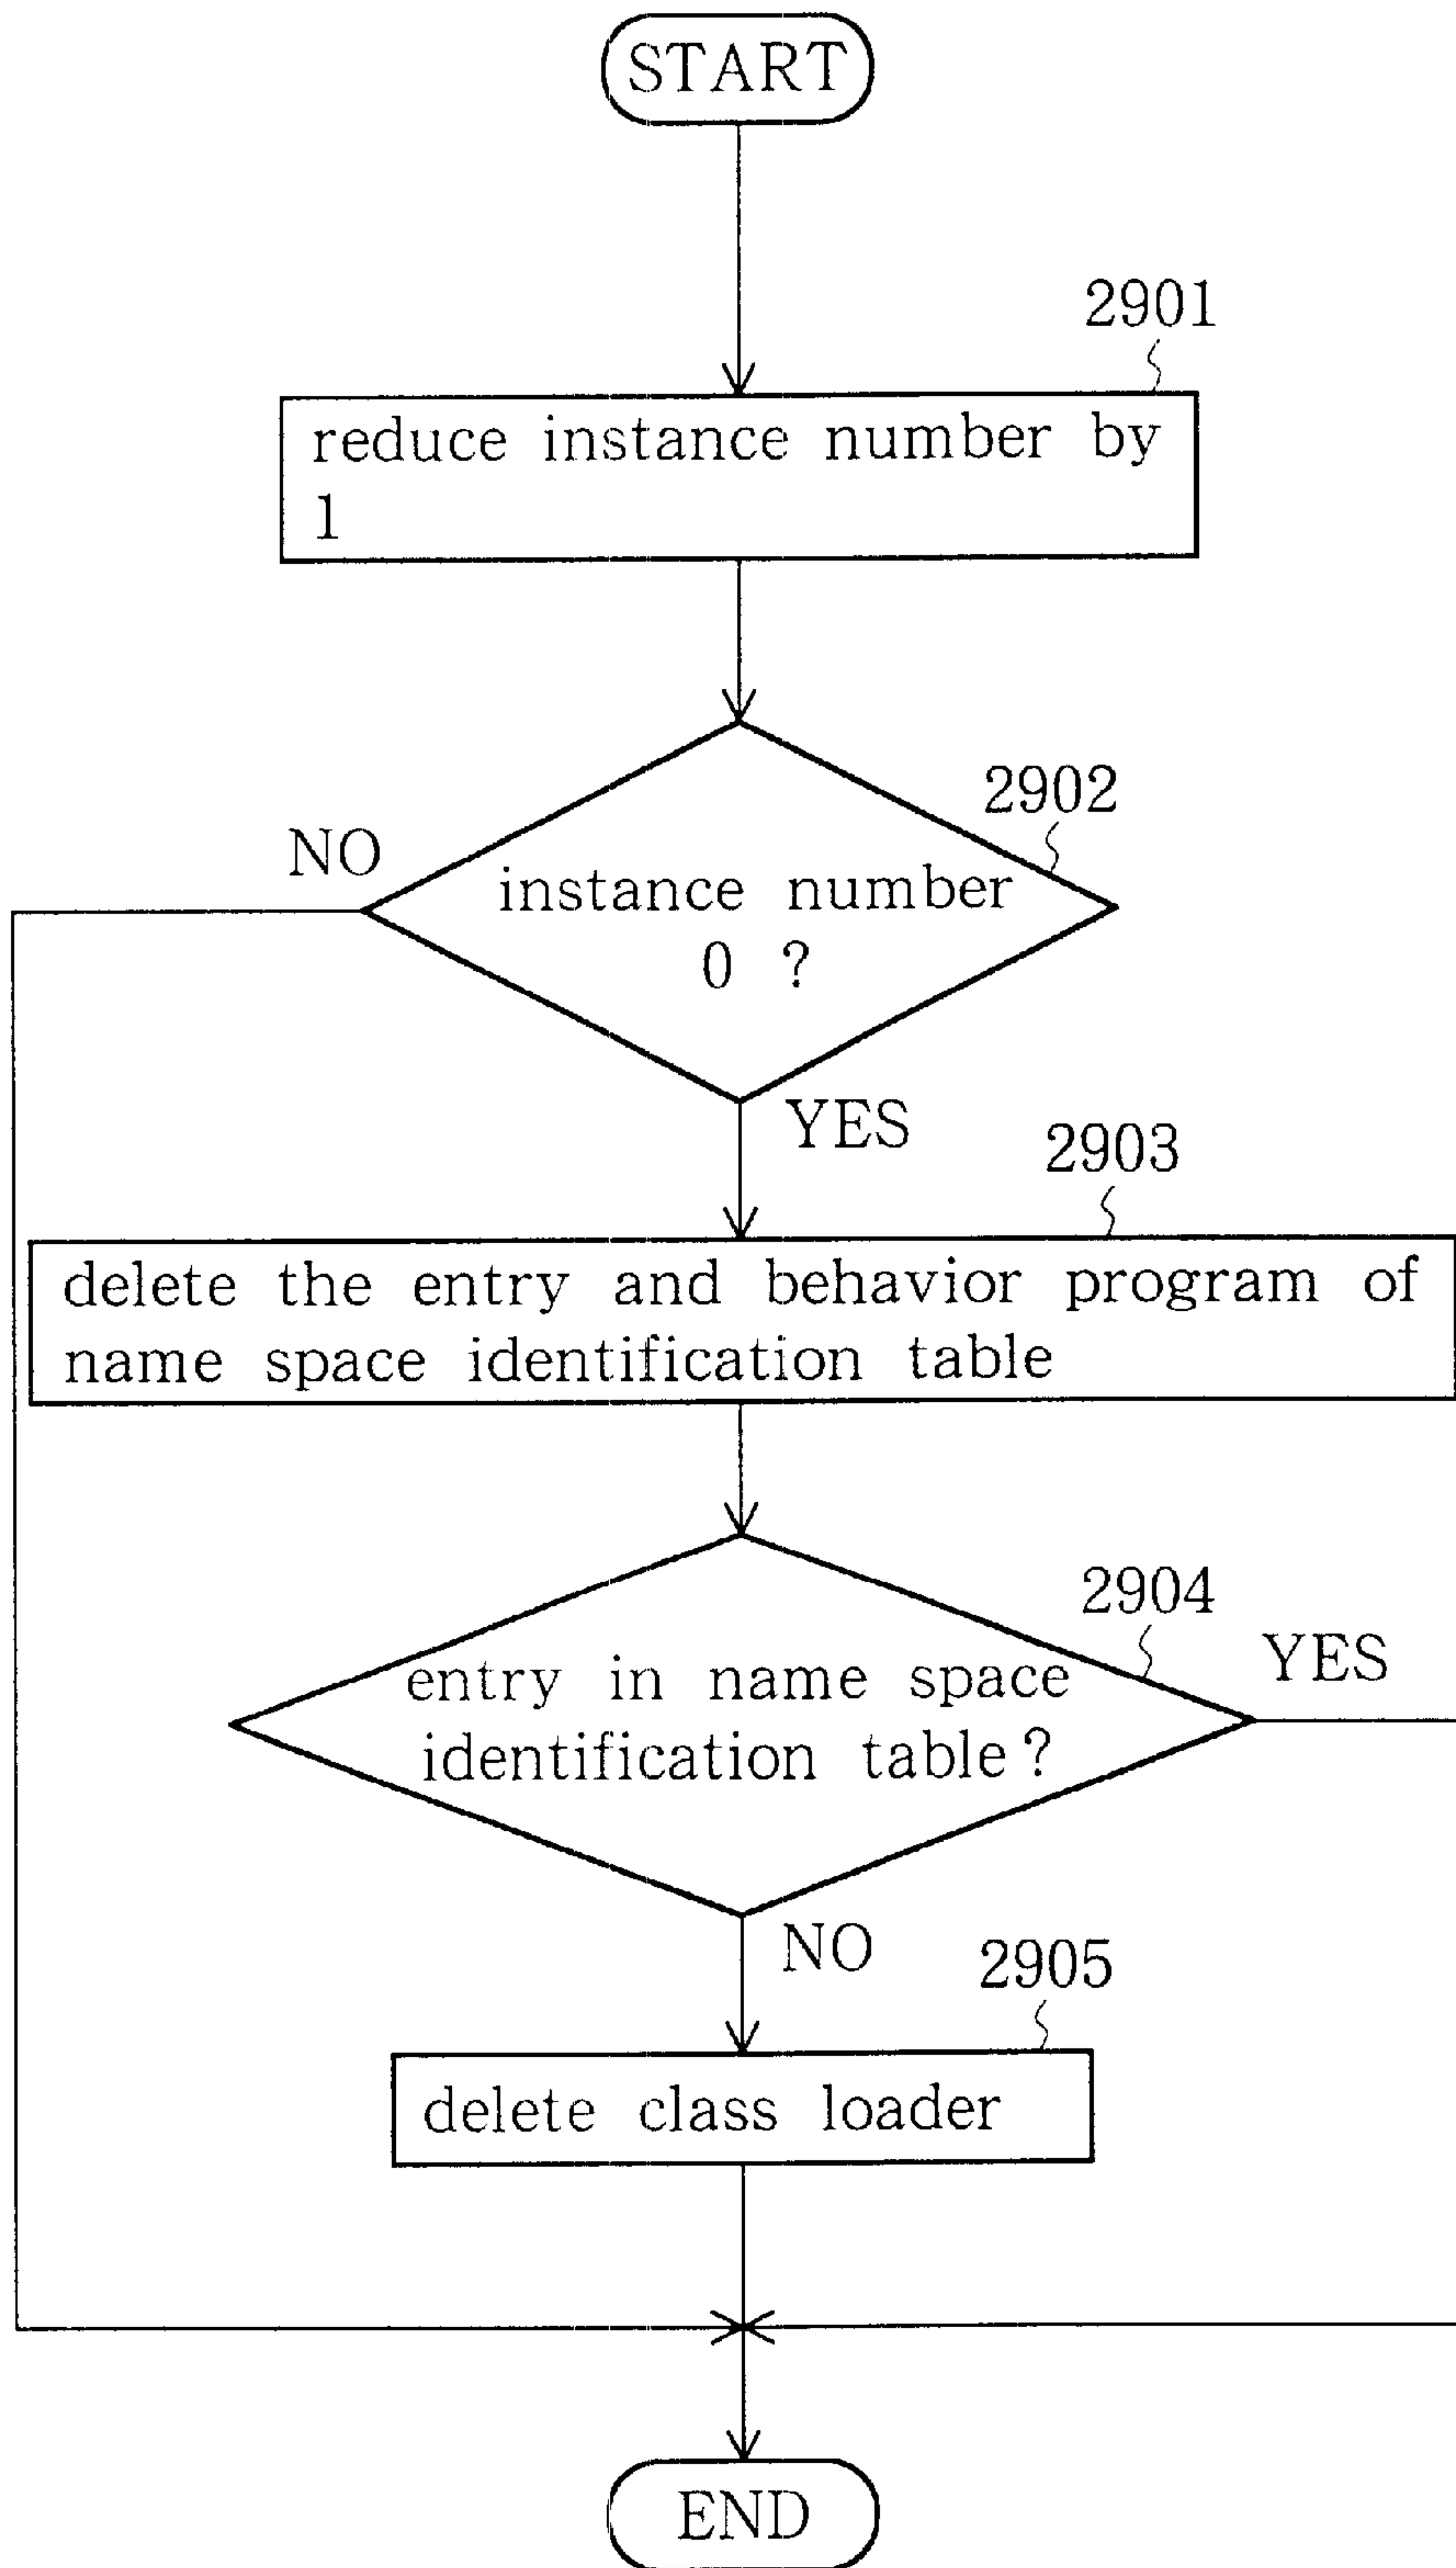 START
2901
reduce instance number by
1
2902
NO
instance number
0 ?
YES
2903
delete the entry and behavior program of
name space identification table
2904
YES
entry in name space
identification table ?
NO
2905
delete class loader
END